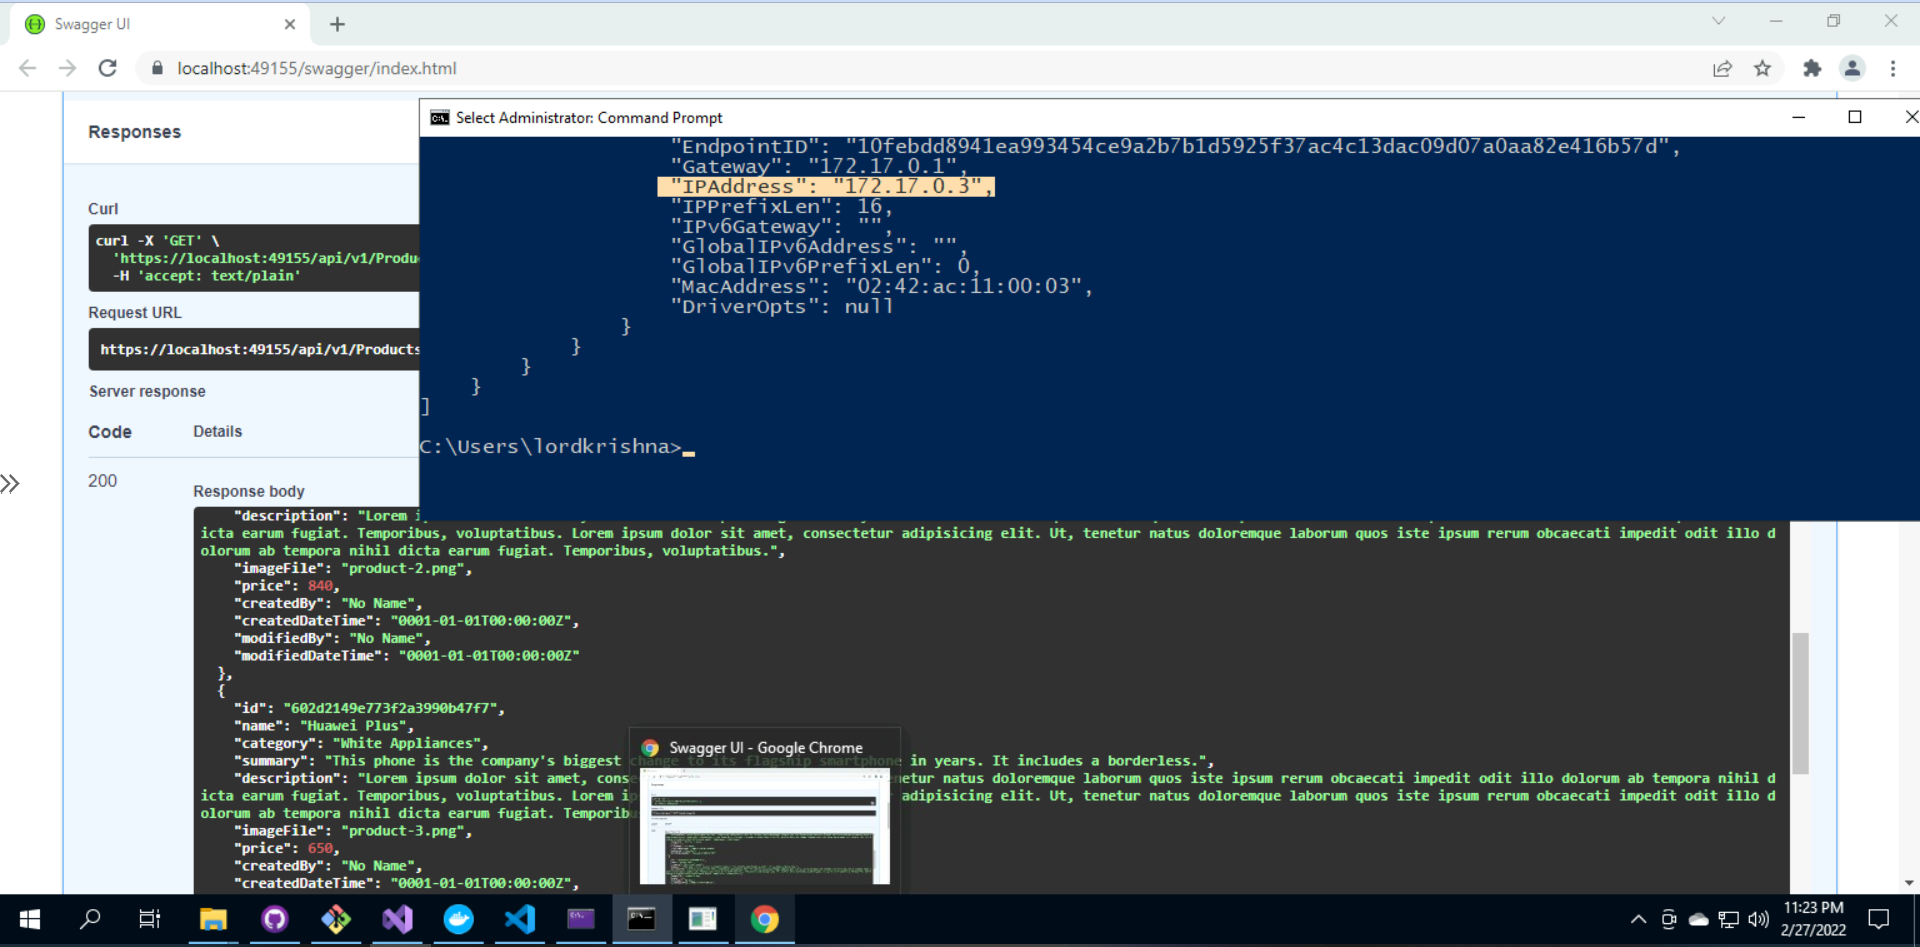 Swagger UI
localhost:49155/swagger/index.html
Responses
Curl
curl -X 'GET' \
'https://localhost:49155/api/v1/Produ
-H 'accept: text/plain'
Request URL
https://localhost:49155/api/v1/Products
Server response
Code Details
200
Response body
Select Administrator: Command Prompt
"EndpointID": "10febdd8941ea993454ce9a2b7b1d5925f37ac4c13dac09d07a0aa82e416b57d",
"Gateway": "172.17.0.1",
"IPAddress": "172.17.0.3",
"IPPrefixLen": 16,
"IPv6Gateway": "",
"GlobalIPv6Address": "",
"GlobalIPv6PrefixLen": 0,
"MacAddress": "02:42:ac:11:00:03",
"DriverOpts": null
}
}
}
}
]
C:\Users\lordkrishna>
"description": "Lorem
icta earum fugiat. Temporibus, voluptatibus. Lorem ipsum dolor sit amet, consectetur adipisicing elit. Ut, tenetur natus doloremque laborum quos iste ipsum rerum obcaecati impedit odit illo d
olorum ab tempora nihil dicta earum fugiat. Temporibus, voluptatibus.",
"imageFile": "product-2.png",
"price": 840,
"createdBy": "No Name",
"createdDateTime": "0001-01-01T00:00:00Z",
"modifiedBy": "No Name",
"modifiedDateTime": "0001-01-01T00:00:00Z"
},
{
"id": "602d2149e773f2a3990b47f7",
"name": "Huawei Plus",
"category": "White Appliances",
"summary": "This phone is the company's biggest change to its flagship smartphone in years. It includes a borderless.",
"description": "Lorem ipsum dolor sit amet, conse netur natus doloremque laborum quos iste ipsum rerum obcaecati impedit odit illo dolorum ab tempora nihil d
icta earum fugiat. Temporibus, voluptatibus. Lorem ip adipisicing elit. Ut, tenetur natus doloremque laborum quos iste ipsum rerum obcaecati impedit odit illo d
olorum ab tempora nihil dicta earum fugiat. Temporib
"imageFile": "product-3.png",
"price": 650,
"createdBy": "No Name",
"createdDateTime": "0001-01-01T00:00:00Z",
Swagger UI - Google Chrome
11:23 PM
2/27/2022